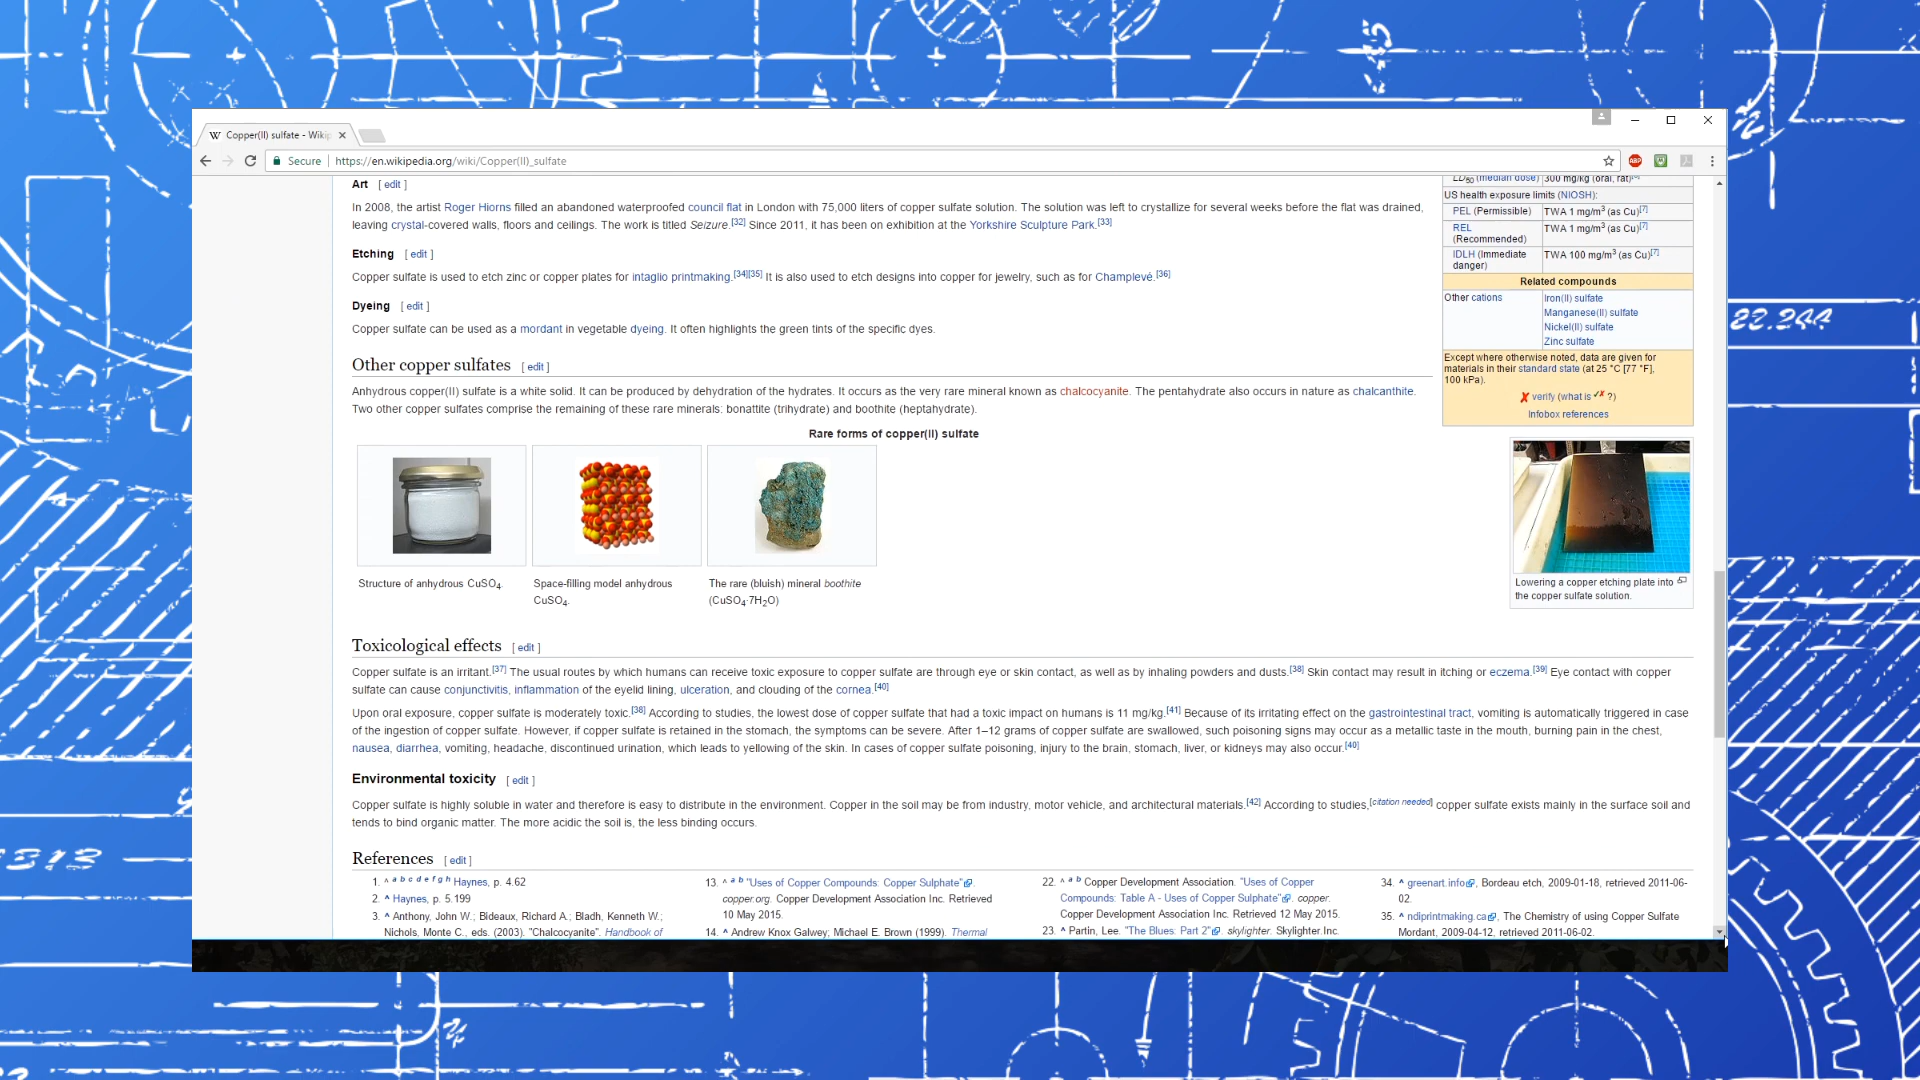 Copper(II) sulfate - Wikip
Secure https://en.wikipedia.org/wiki/Copper(II)_sulfate
ABP
Art [ edit ]
In 2008, the artist Roger Hiorns filled an abandoned waterproofed council flat in London with 75,000 liters of copper sulfate solution. The solution was left to crystallize for several weeks before the flat was drained,
leaving crystal-covered walls, floors and ceilings. The work is titled Seizure.[32] Since 2011, it has been on exhibition at the Yorkshire Sculpture Park.[33]
Etching [ edit ]
Copper sulfate is used to etch zinc or copper plates for intaglio printmaking.[34][35] It is also used to etch designs into copper for jewelry, such as for Champlevé.[36]
Dyeing [ edit ]
Copper sulfate can be used as a mordant in vegetable dyeing. It often highlights the green tints of the specific dyes.
Other copper sulfates [ edit ]
Anhydrous copper(II) sulfate is a white solid. It can be produced by dehydration of the hydrates. It occurs as the very rare mineral known as chalcocyanite. The pentahydrate also occurs in nature as chalcanthite.
Two other copper sulfates comprise the remaining of these rare minerals: bonattite (trihydrate) and boothite (heptahydrate).
Rare forms of copper(II) sulfate
Structure of anhydrous CuSO4.
Space-filling model anhydrous
CuSO4.
The rare (bluish) mineral boothite
(CuSO4·7H2O)
LD50 (median dose) 300 mg/kg (oral, rat)
US health exposure limits (NIOSH):
PEL (Permissible) TWA 1 mg/m3 (as Cu)[7]
REL TWA 1 mg/m3 (as Cu)[7]
(Recommended)
IDLH (Immediate TWA 100 mg/m3 (as Cu)[7]
danger)
Related compounds
Other cations Iron(II) sulfate
Manganese(II) sulfate
Nickel(II) sulfate
Zinc sulfate
Except where otherwise noted, data are given for
materials in their standard state (at 25 °C [77 °F],
100 kPa).
✗ verify (what is ✓✗ ?)
Infobox references
Lowering a copper etching plate into
the copper sulfate solution.
Toxicological effects [ edit ]
Copper sulfate is an irritant.[37] The usual routes by which humans can receive toxic exposure to copper sulfate are through eye or skin contact, as well as by inhaling powders and dusts.[38] Skin contact may result in itching or eczema.[39] Eye contact with copper
sulfate can cause conjunctivitis, inflammation of the eyelid lining, ulceration, and clouding of the cornea.[40]
Upon oral exposure, copper sulfate is moderately toxic.[38] According to studies, the lowest dose of copper sulfate that had a toxic impact on humans is 11 mg/kg.[41] Because of its irritating effect on the gastrointestinal tract, vomiting is automatically triggered in case
of the ingestion of copper sulfate. However, if copper sulfate is retained in the stomach, the symptoms can be severe. After 1–12 grams of copper sulfate are swallowed, such poisoning signs may occur as a metallic taste in the mouth, burning pain in the chest,
nausea, diarrhea, vomiting, headache, discontinued urination, which leads to yellowing of the skin. In cases of copper sulfate poisoning, injury to the brain, stomach, liver, or kidneys may also occur.[40]
Environmental toxicity [ edit ]
Copper sulfate is highly soluble in water and therefore is easy to distribute in the environment. Copper in the soil may be from industry, motor vehicle, and architectural materials.[42] According to studies,[citation needed] copper sulfate exists mainly in the surface soil and
tends to bind organic matter. The more acidic the soil is, the less binding occurs.
References [ edit ]
1. ^ a b c d e f g h Haynes, p. 4.62
2. ^ Haynes, p. 5.199
3. ^ Anthony, John W.; Bideaux, Richard A.; Bladh, Kenneth W.;
Nichols, Monte C., eds. (2003). "Chalcocyanite". Handbook of
13. ^ a b "Uses of Copper Compounds: Copper Sulphate".
copper.org. Copper Development Association Inc. Retrieved
10 May 2015.
14. ^ Andrew Knox Galwey; Michael E. Brown (1999). Thermal
22. ^ a b Copper Development Association. "Uses of Copper
Compounds: Table A - Uses of Copper Sulphate". copper.
Copper Development Association Inc. Retrieved 12 May 2015.
23. ^ Partin, Lee. "The Blues: Part 2". skylighter. Skylighter.Inc.
34. ^ greenart.info, Bordeau etch, 2009-01-18, retrieved 2011-06-
02.
35. ^ ndiprintmaking.ca, The Chemistry of using Copper Sulfate
Mordant, 2009-04-12, retrieved 2011-06-02.
22.244
1313